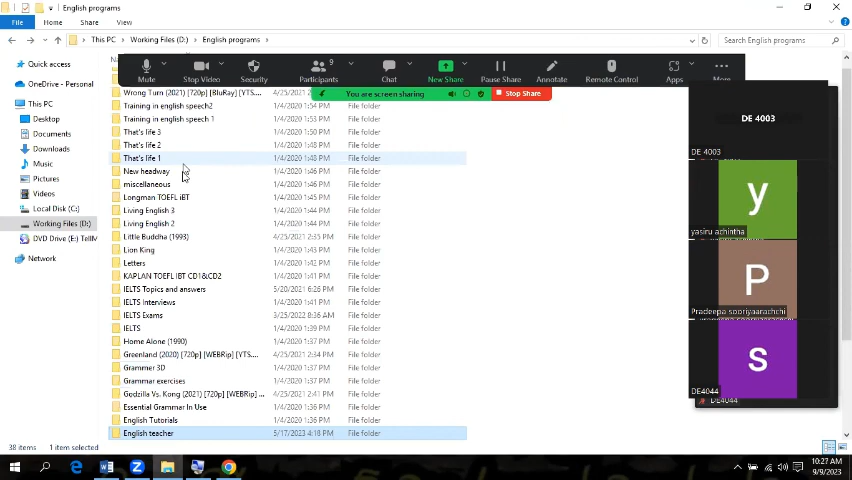 English programs
File
Home
Share
View
This PC
Working Files (D:)
English programs
Search English programs
Mute
Stop Video
Security
Participants
9
Chat
New Share
Pause Share
Annotate
Remote Control
Apps
More
You are screen sharing
Stop Share
Quick access
OneDrive - Personal
This PC
Desktop
Documents
Downloads
Music
Pictures
Videos
Local Disk (C:)
Working Files (D:)
DVD Drive (E:)
Network
Wrong Turn (2021) [720p] [BluRay] [YTS.... 4/25/2021
Training in english speech2 1/4/2020 1:54 PM File folder
Training in english speech 1 1/4/2020 1:54 PM File folder
That's life 3 1/4/2020 1:50 PM File folder
That's life 2 1/4/2020 1:48 PM File folder
That's life 1 1/4/2020 1:48 PM File folder
New headway 1/4/2020 1:46 PM File folder
miscellaneous 1/4/2020 1:46 PM File folder
Longman TOEFL iBT 1/4/2020 1:45 PM File folder
Living English 3 1/4/2020 1:44 PM File folder
Living English 2 1/4/2020 1:44 PM File folder
Little Buddha (1993) 4/25/2021 2:35 PM File folder
Lion King 1/4/2020 1:43 PM File folder
Letters 1/4/2020 1:42 PM File folder
KAPLAN TOEFL IBT CD1&CD2 1/4/2020 1:41 PM File folder
IELTS Topics and answers 5/20/2021 6:26 PM File folder
IELTS Interviews 1/4/2020 1:41 PM File folder
IELTS Exams 3/25/2022 8:36 AM File folder
IELTS 1/4/2020 1:39 PM File folder
Home Alone (1990) 1/4/2020 1:37 PM File folder
Greenland (2020) [720p] [WEBRip] [YTS.... 4/25/2021 2:34 PM File folder
Grammer 3D 1/4/2020 1:37 PM File folder
Grammar exercises 1/4/2020 1:37 PM File folder
Godzilla Vs. Kong (2021) [720p] [WEBRip] ... 4/25/2021 2:41 PM File folder
Essential Grammar In Use 1/4/2020 1:36 PM File folder
English Tutorials 1/4/2020 1:36 PM File folder
English teacher 5/17/2023 4:18 PM File folder
DE 4003
DE 4003
y
yasiru achintha
P
Pradeepa sooriyaarachchi
s
DE4044
DE4044
38 items
1 item selected
10:27 AM
9/9/2023